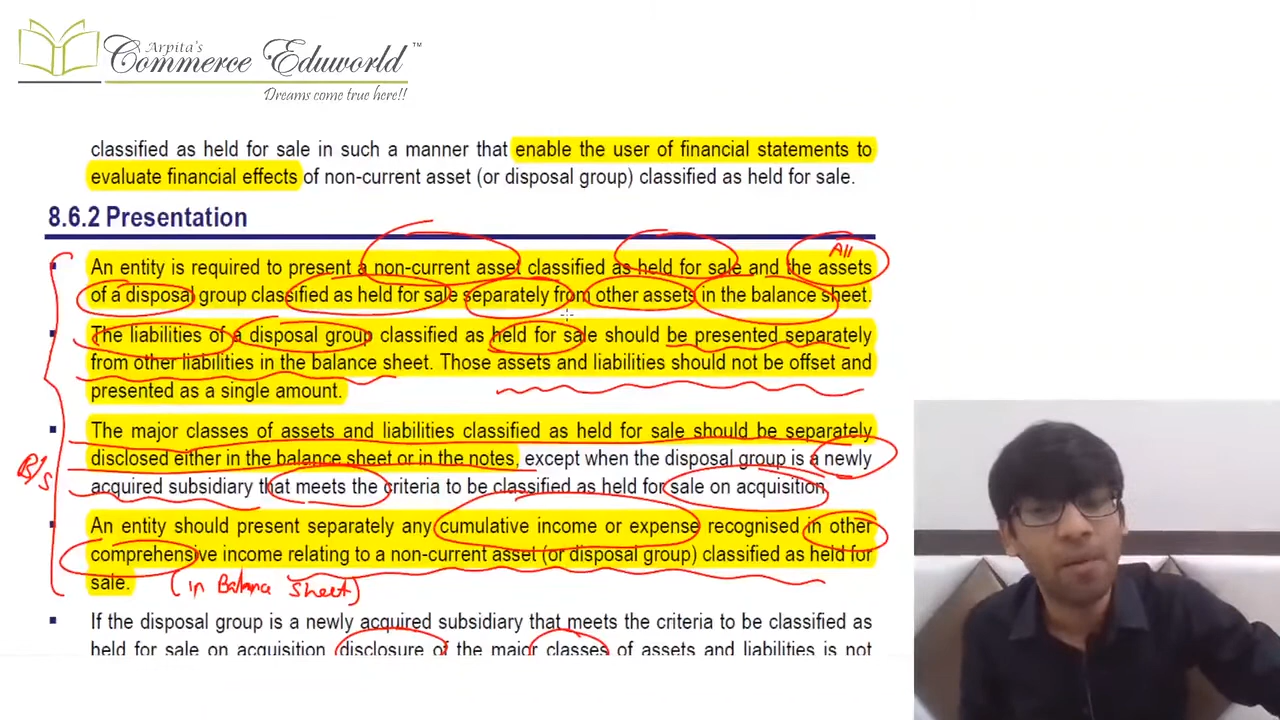 Arpita's
Commerce Eduworld™
Dreams come true here!!
classified as held for sale in such a manner that enable the user of financial statements to
evaluate financial effects of non-current asset (or disposal group) classified as held for sale.
8.6.2 Presentation
All
▪ An entity is required to present a non-current asset classified as held for sale and the assets
of a disposal group classified as held for sale separately from other assets in the balance sheet.
▪ The liabilities of a disposal group classified as held for sale should be presented separately
from other liabilities in the balance sheet. Those assets and liabilities should not be offset and
presented as a single amount.
▪ The major classes of assets and liabilities classified as held for sale should be separately
disclosed either in the balance sheet or in the notes, except when the disposal group is a newly
B/s
acquired subsidiary that meets the criteria to be classified as held for sale on acquisition.
▪ An entity should present separately any cumulative income or expense recognised in other
comprehensive income relating to a non-current asset (or disposal group) classified as held for
sale. (in Balance Sheet)
▪ If the disposal group is a newly acquired subsidiary that meets the criteria to be classified as
held for sale on acquisition disclosure of the major classes of assets and liabilities is not